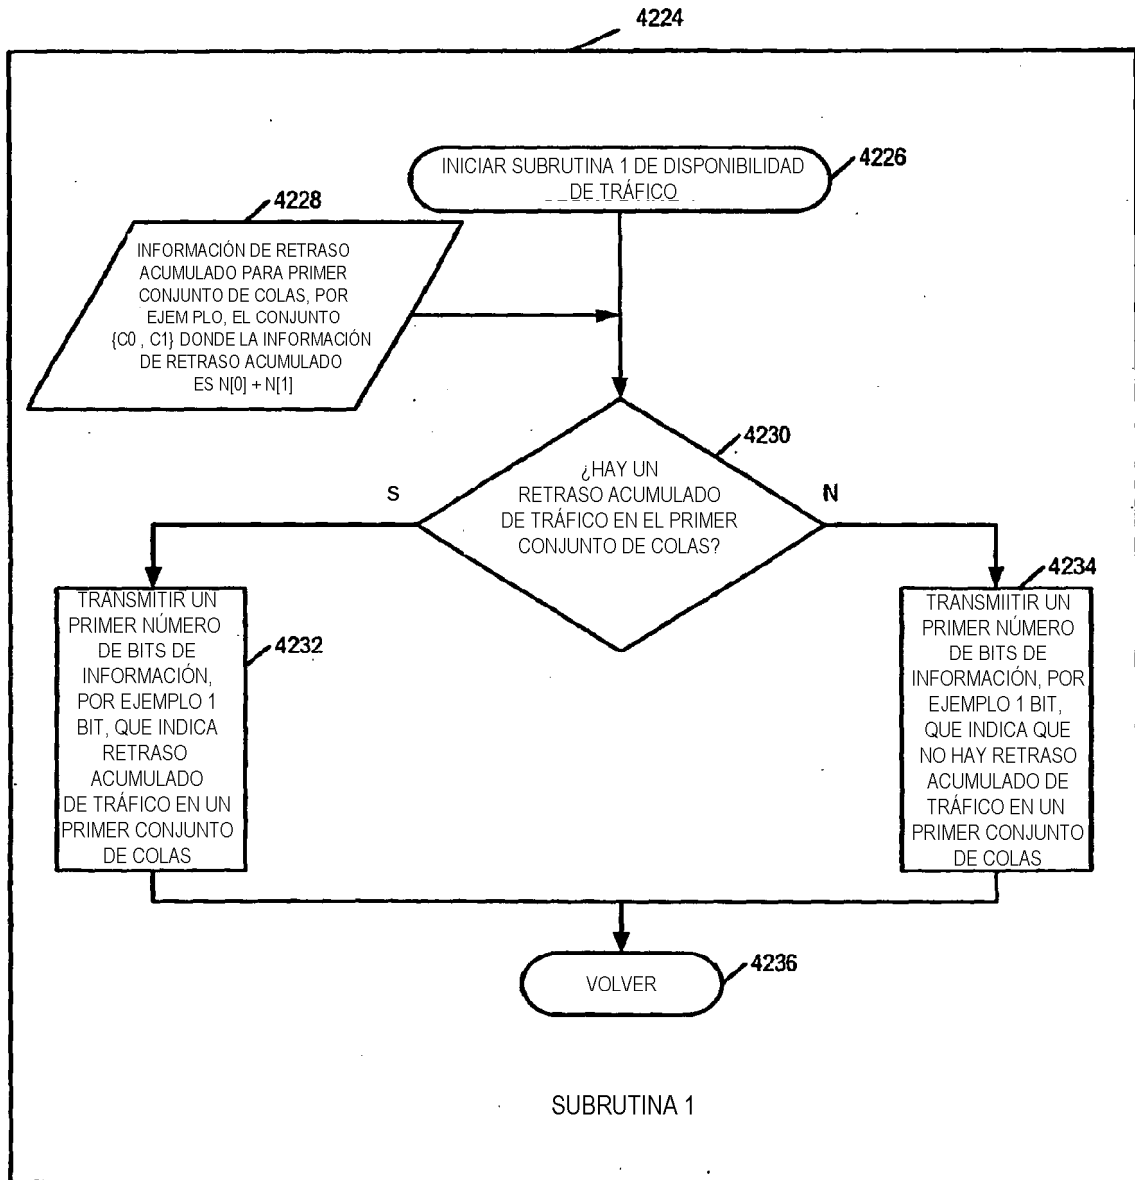 4224
INICIAR SUBRUTINA 1 DE DISPONIBILIDAD
DE TRÁFICO
4226
4228
INFORMACIÓN DE RETRASO
ACUMULADO PARA PRIMER
CONJUNTO DE COLAS, POR
EJEM PLO, EL CONJUNTO
{C0 , C1} DONDE LA INFORMACIÓN
DE RETRASO ACUMULADO
ES N[0] + N[1]
4230
¿HAY UN
RETRASO ACUMULADO
DE TRÁFICO EN EL PRIMER
CONJUNTO DE COLAS?
S
N
TRANSMITIR UN
PRIMER NÚMERO
DE BITS DE
INFORMACIÓN,
POR EJEMPLO 1
BIT, QUE INDICA
RETRASO
ACUMULADO
DE TRÁFICO EN UN
PRIMER CONJUNTO
DE COLAS
4232
4234
TRANSMIITIR UN
PRIMER NÚMERO
DE BITS DE
INFORMACIÓN, POR
EJEMPLO 1 BIT,
QUE INDICA QUE
NO HAY RETRASO
ACUMULADO DE
TRÁFICO EN UN
PRIMER CONJUNTO
DE COLAS
VOLVER
4236
SUBRUTINA 1